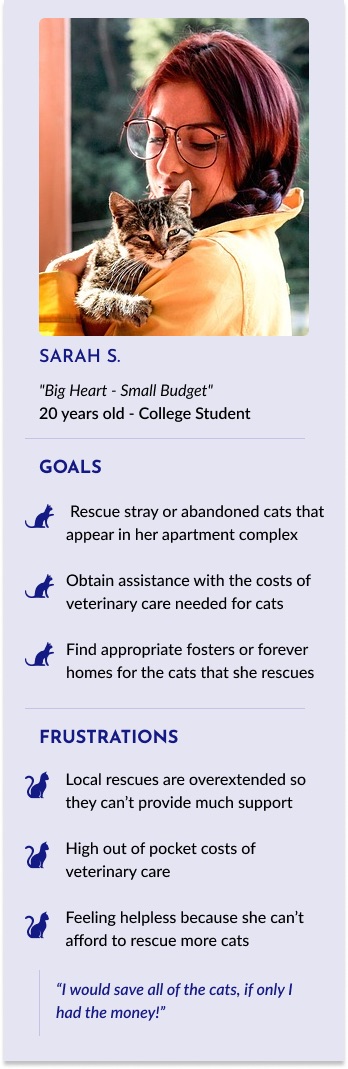 SARAH S.
"Big Heart - Small Budget"
20 years old - College Student
GOALS
Rescue stray or abandoned cats that
appear in her apartment complex
Obtain assistance with the costs of
veterinary care needed for cats
Find appropriate fosters or forever
homes for the cats that she rescues
FRUSTRATIONS
Local rescues are overextended so
they can’t provide much support
High out of pocket costs of
veterinary care
Feeling helpless because she can’t
afford to rescue more cats
“I would save all of the cats, if only I
had the money!”